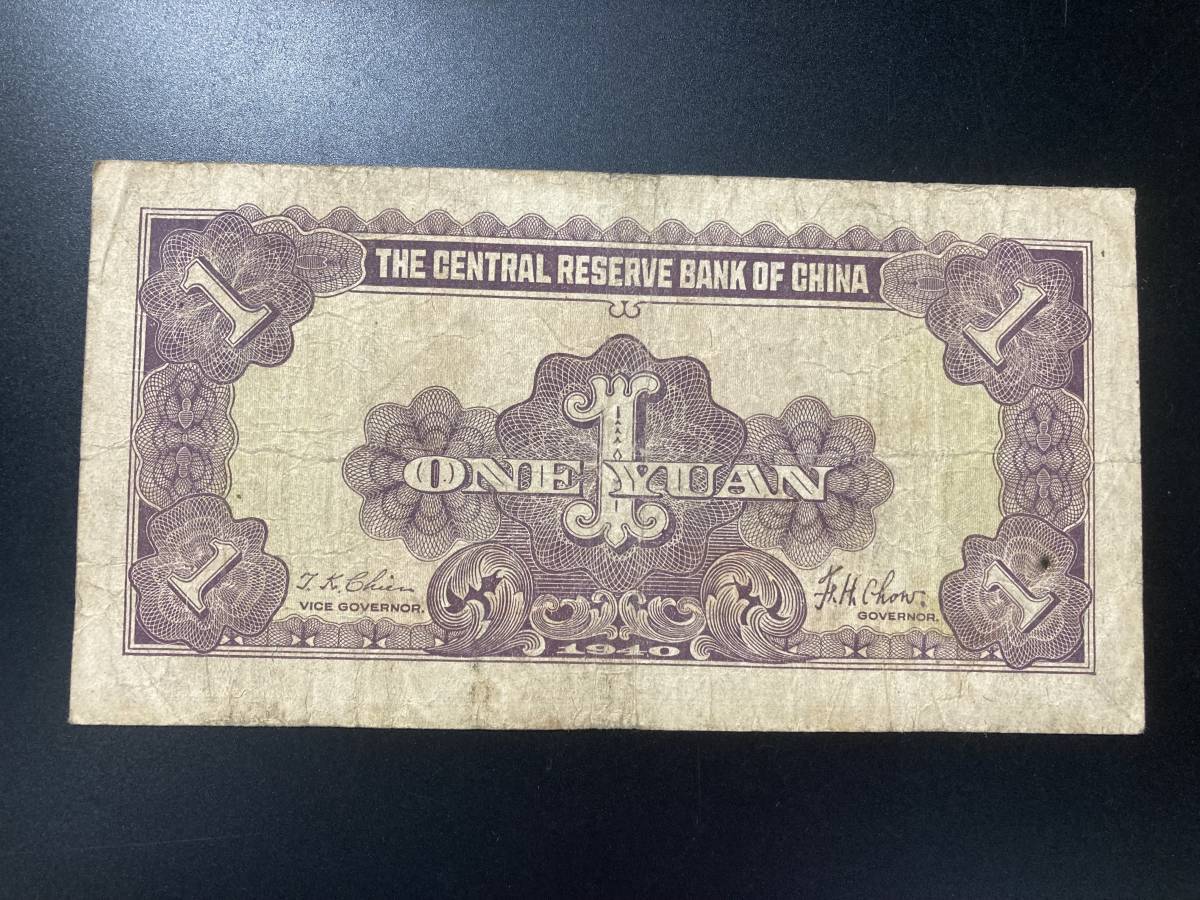 THE CENTRAL RESERVE BANK OF CHINA
1
1
1
ONE YUAN
1
1
T. K. Chien
VICE GOVERNOR.
F. H. Chow.
GOVERNOR.
1940